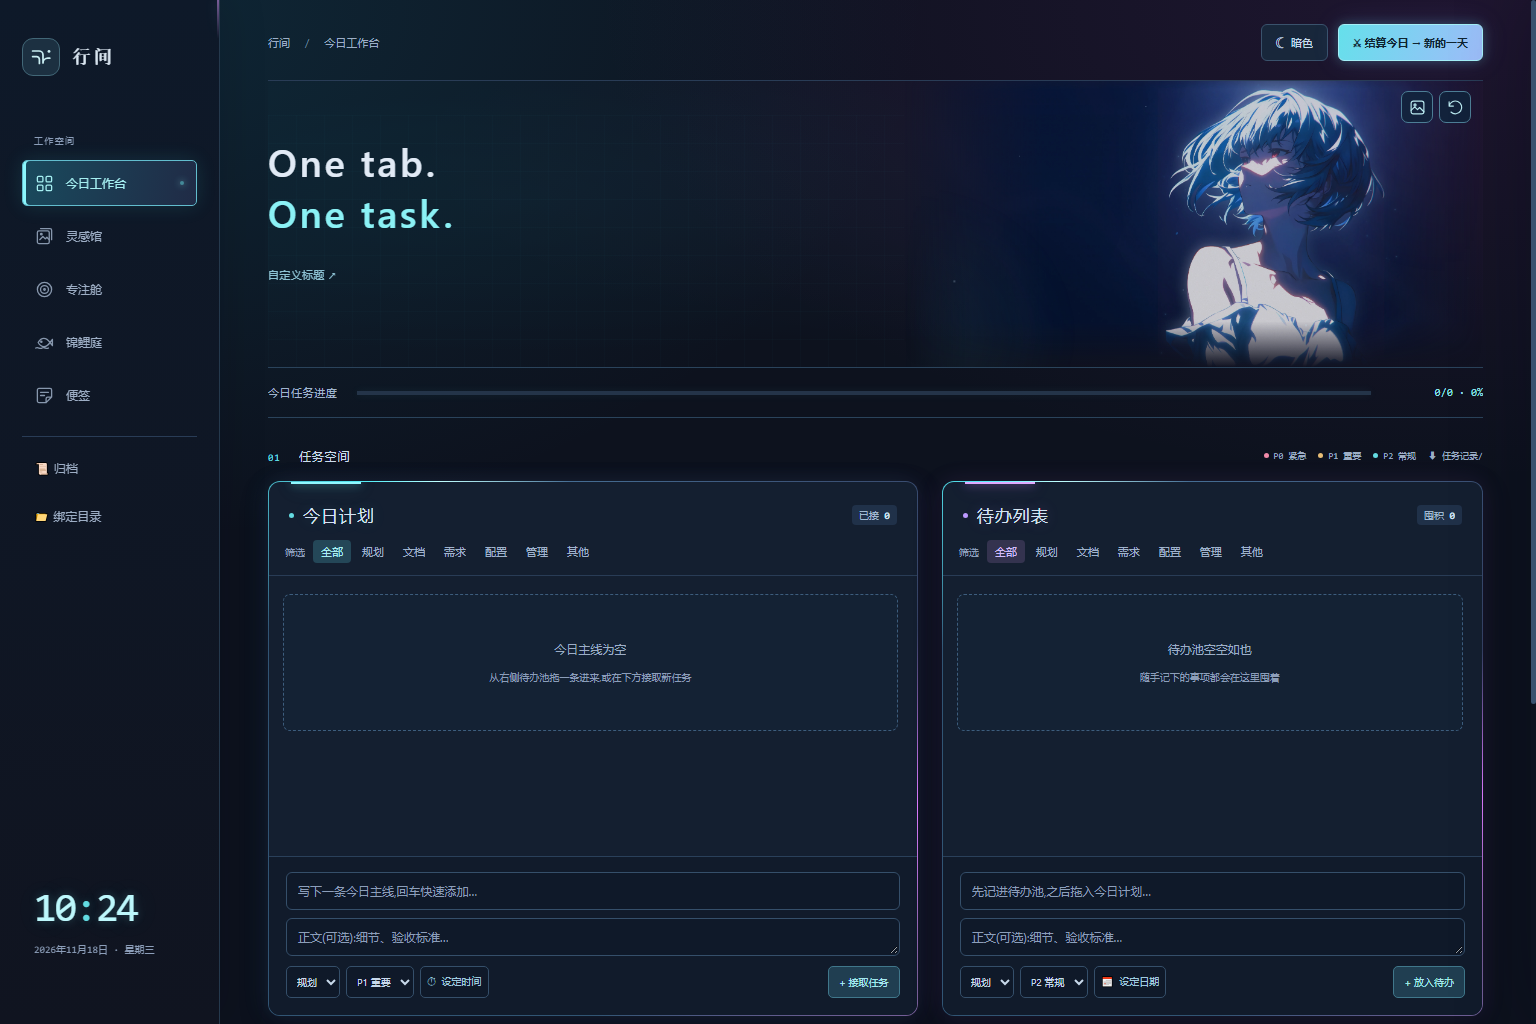 行间
工作空间
今日工作台
灵感馆
专注舱
锦鲤庭
便签
归档
绑定目录
10:24
2026年11月18日 · 星期三
行间 / 今日工作台
暗色
结算今日 → 新的一天
One tab.
One task.
自定义标题 ↗
今日任务进度
0/0 · 0%
01 任务空间
P0 紧急 P1 重要 P2 常规 任务记录/
今日计划
已接 0
筛选 全部 规划 文档 需求 配置 管理 其他
今日主线为空
从右侧待办池拖一条进来,或在下方接取新任务
写下一条今日主线,回车快速添加...
正文(可选):细节、验收标准...
规划 P1 重要 设定时间
+ 接取任务
待办列表
囤积 0
筛选 全部 规划 文档 需求 配置 管理 其他
待办池空空如也
随手记下的事项都会在这里囤着
先记进待办池,之后拖入今日计划...
正文(可选):细节、验收标准...
规划 P2 常规 设定日期
+ 放入待办